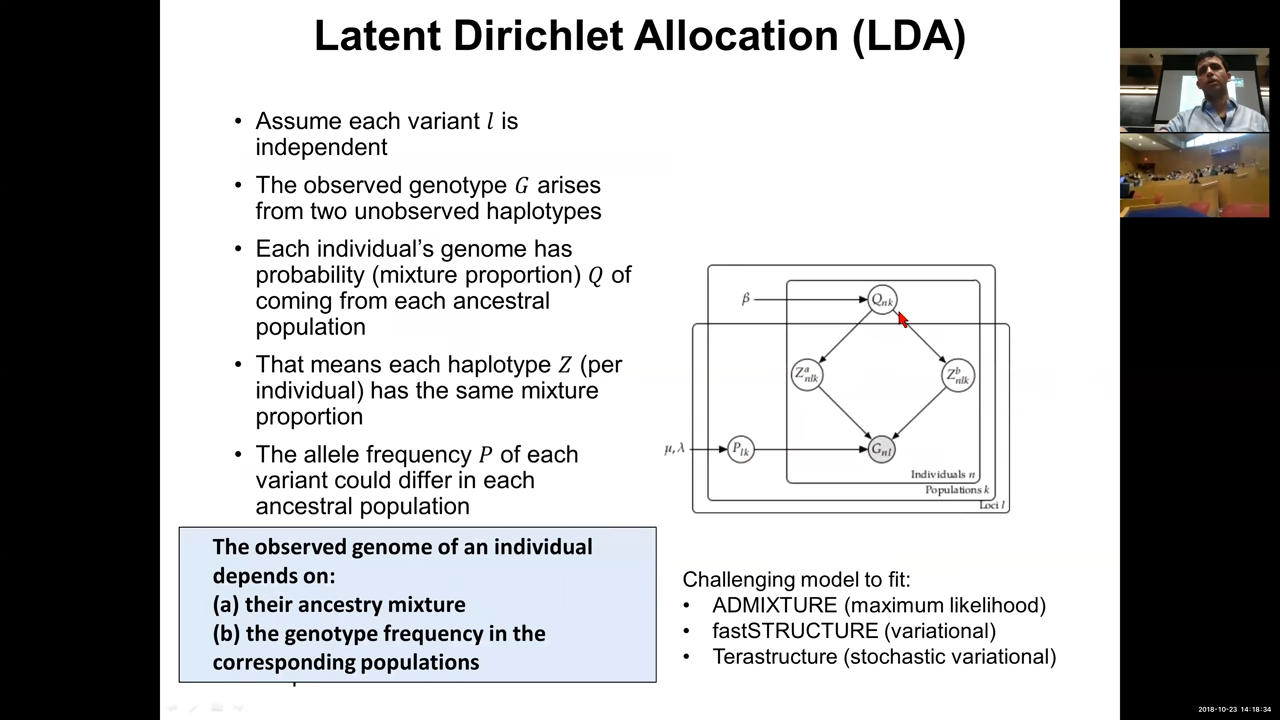 Latent Dirichlet Allocation (LDA)
• Assume each variant l is
independent
• The observed genotype G arises
from two unobserved haplotypes
• Each individual’s genome has
probability (mixture proportion) Q of
coming from each ancestral
population
• That means each haplotype Z (per
individual) has the same mixture
proportion
• The allele frequency P of each
variant could differ in each
ancestral population
The observed genome of an individual
depends on:
(a) their ancestry mixture
(b) the genotype frequency in the
corresponding populations
β
Qnk
Zᵃnlk
Zᵇnlk
μ, λ
Plk
Gnl
Individuals n
Populations k
Loci l
Challenging model to fit:
• ADMIXTURE (maximum likelihood)
• fastSTRUCTURE (variational)
• Terastructure (stochastic variational)
2018-10-23 14:18:34